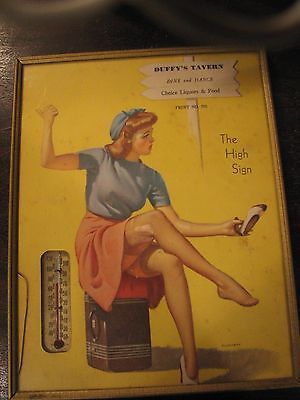 DUFFY'S TAVERN
DINE and DANCE
Choice Liquors & Food
The
High
Sign